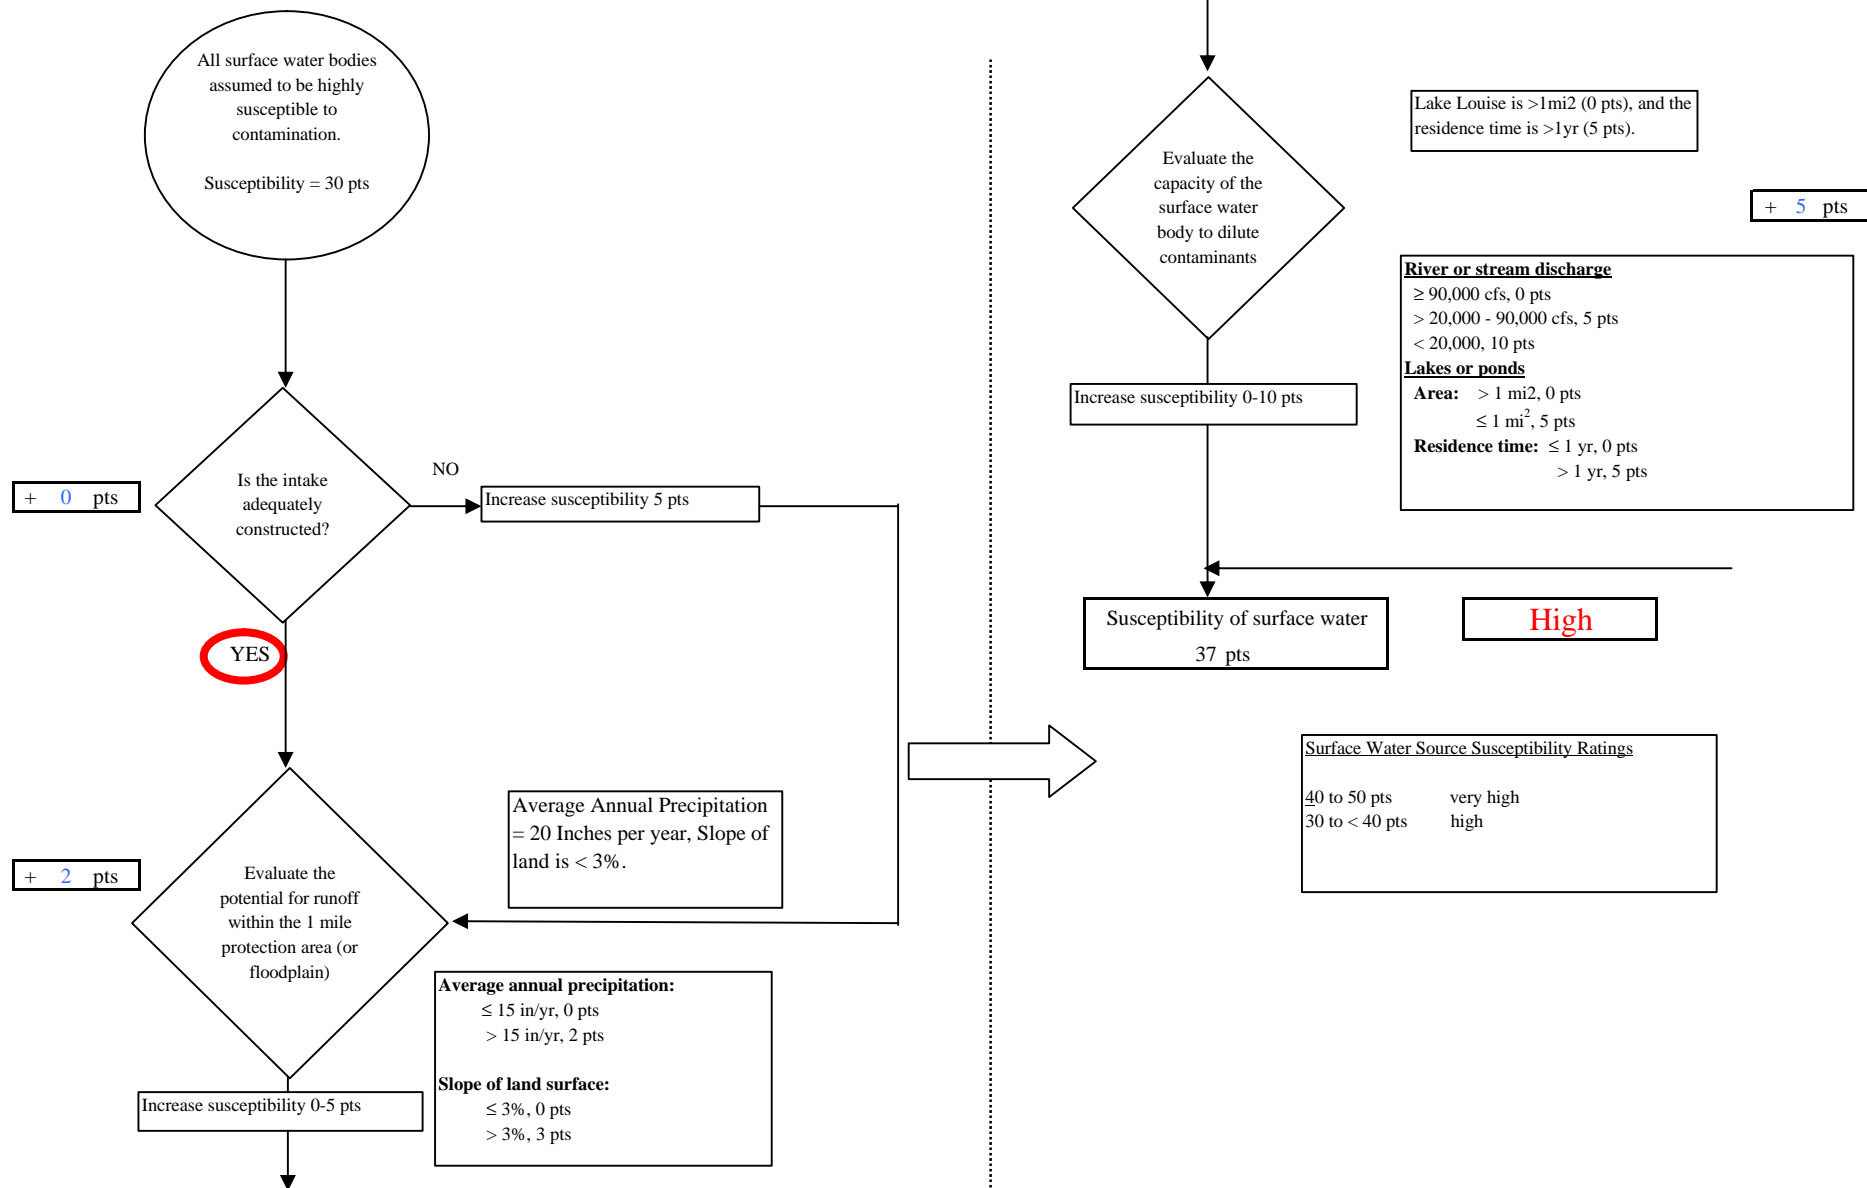 All surface water bodies
assumed to be highly
susceptible to
contamination.
Susceptibility = 30 pts
+ 0 pts
Is the intake
adequately
constructed?
NO
Increase susceptibility 5 pts
YES
Average Annual Precipitation
= 20 Inches per year, Slope of
land is < 3%.
+ 2 pts
Evaluate the
potential for runoff
within the 1 mile
protection area (or
floodplain)
Average annual precipitation:
≤ 15 in/yr, 0 pts
> 15 in/yr, 2 pts
Slope of land surface:
≤ 3%, 0 pts
> 3%, 3 pts
Increase susceptibility 0-5 pts
Evaluate the
capacity of the
surface water
body to dilute
contaminants
Lake Louise is >1mi2 (0 pts), and the
residence time is >1yr (5 pts).
+ 5 pts
River or stream discharge
≥ 90,000 cfs, 0 pts
> 20,000 - 90,000 cfs, 5 pts
< 20,000, 10 pts
Lakes or ponds
Area: > 1 mi2, 0 pts
≤ 1 mi², 5 pts
Residence time: ≤ 1 yr, 0 pts
> 1 yr, 5 pts
Increase susceptibility 0-10 pts
Susceptibility of surface water
37 pts
High
Surface Water Source Susceptibility Ratings
40 to 50 pts very high
30 to < 40 pts high